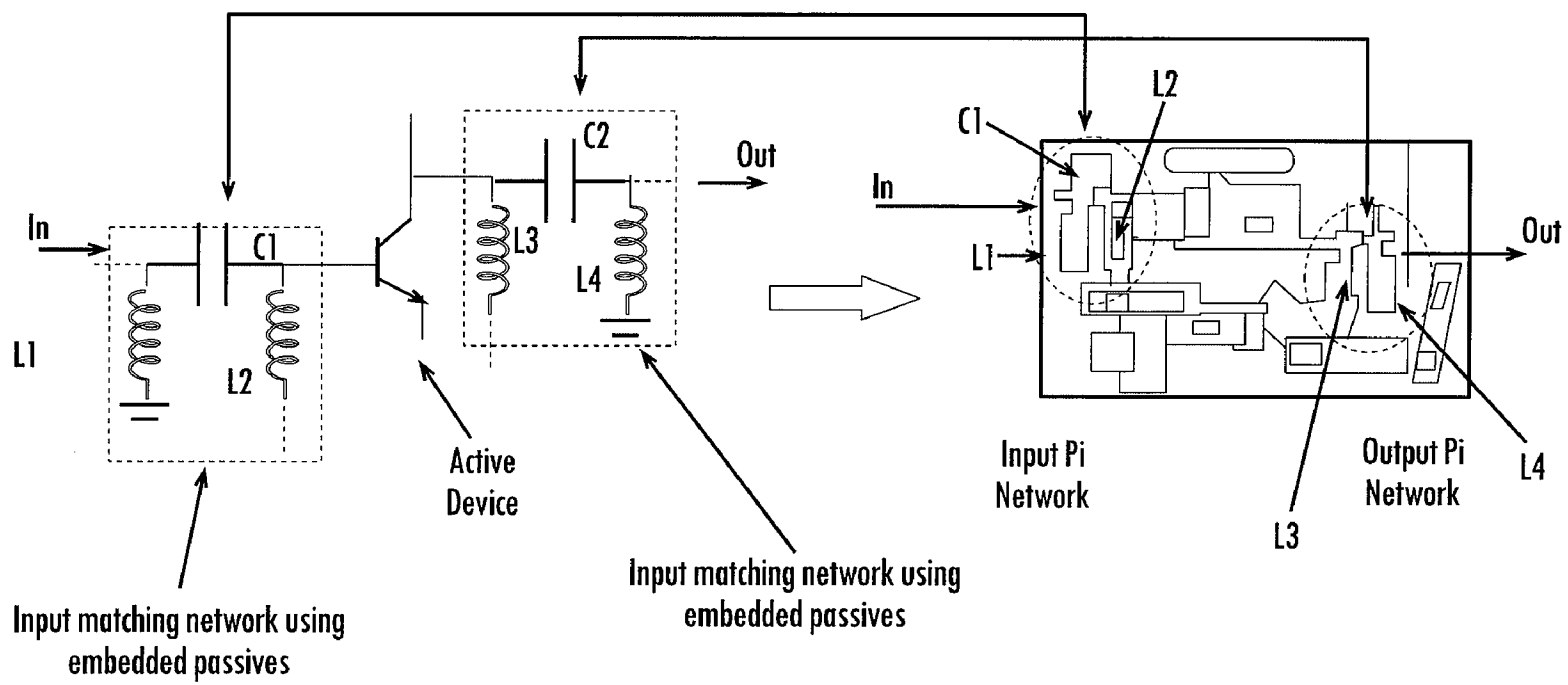 In
C1
L1
L2
C2
Out
L3
L4
Active
Device
Input matching network using
embedded passives
Input matching network using
embedded passives
L2
C1
In
L1
Out
Input Pi
Network
Output Pi
Network
L4
L3